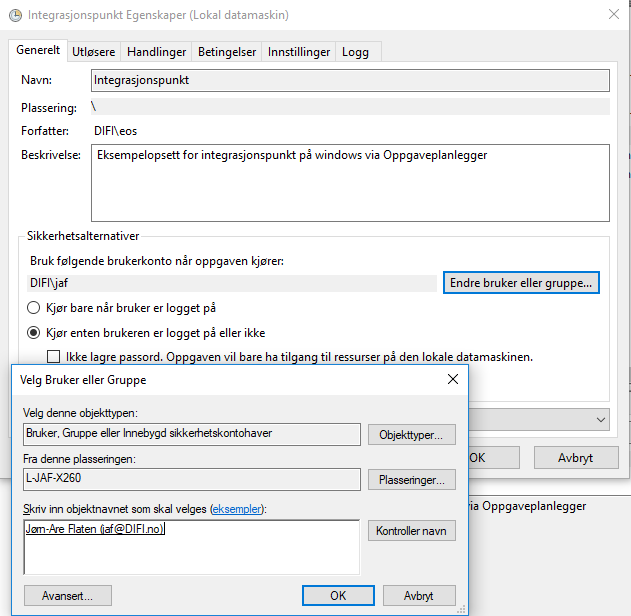 Integrasjonspunkt Egenskaper (Lokal datamaskin)
Generelt Utløsere Handlinger Betingelser Innstillinger Logg
Navn: Integrasjonspunkt
Plassering: \
Forfatter: DIFI\eos
Beskrivelse: Eksempelopsett for integrasjonspunkt på windows via Oppgaveplanlegger
Sikkerhetsalternativer
Bruk følgende brukerkonto når oppgaven kjører:
DIFI\jaf Endre bruker eller gruppe...
Kjør bare når bruker er logget på
Kjør enten brukeren er logget på eller ikke
Ikke lagre passord. Oppgaven vil bare ha tilgang til ressurser på den lokale datamaskinen.
Velg Bruker eller Gruppe
Velg denne objekttypen:
Bruker, Gruppe eller Innebygd sikkerhetskontohaver Objekttyper...
Fra denne plasseringen:
L-JAF-X260 Plasseringer...
Skriv inn objektnavnet som skal velges (eksempler):
Jørn-Are Flaten (jaf@DIFI.no) Kontroller navn
Avansert... OK Avbryt
OK Avbryt
via Oppgaveplanlegger